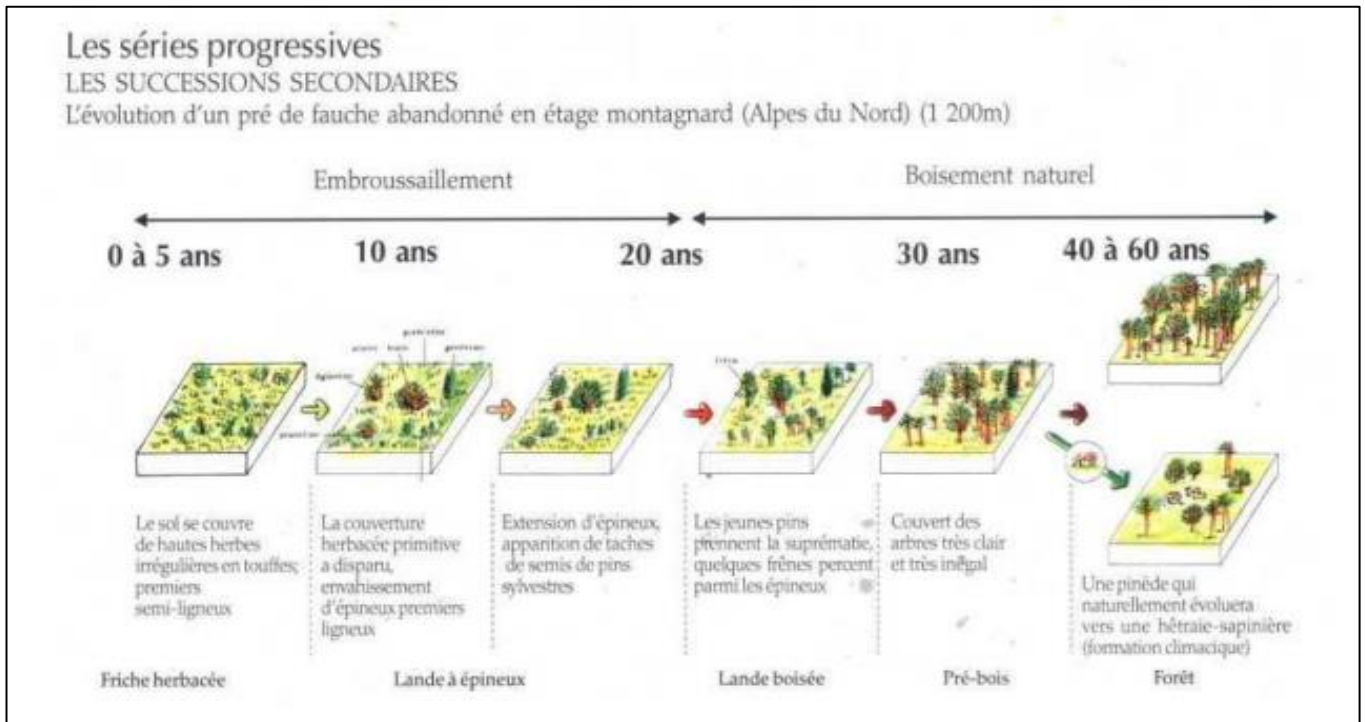 Les séries progressives
LES SUCCESSIONS SECONDAIRES
L'évolution d'un pré de fauche abandonné en étage montagnard (Alpes du Nord) (1 200m)
Embroussaillement
Boisement naturel
0 à 5 ans
10 ans
20 ans
30 ans
40 à 60 ans
Le sol se couvre
de hautes herbes
irrégulières en touffes;
premiers
semi-ligneux
La couverture
herbacée primitive
a disparu,
envahissement
d'épineux premiers
ligneux
Extension d'épineux,
apparition de taches
de semis de pins
sylvestres
Les jeunes pins
prennent la suprématie,
quelques frênes percent
parmi les épineux
Couvert des
arbres très clair
et très inégal
Une pinède qui
naturellement évoluera
vers une hêtraie-sapinière
(formation climacique)
Friche herbacée
Lande à épineux
Lande boisée
Pré-bois
Forêt